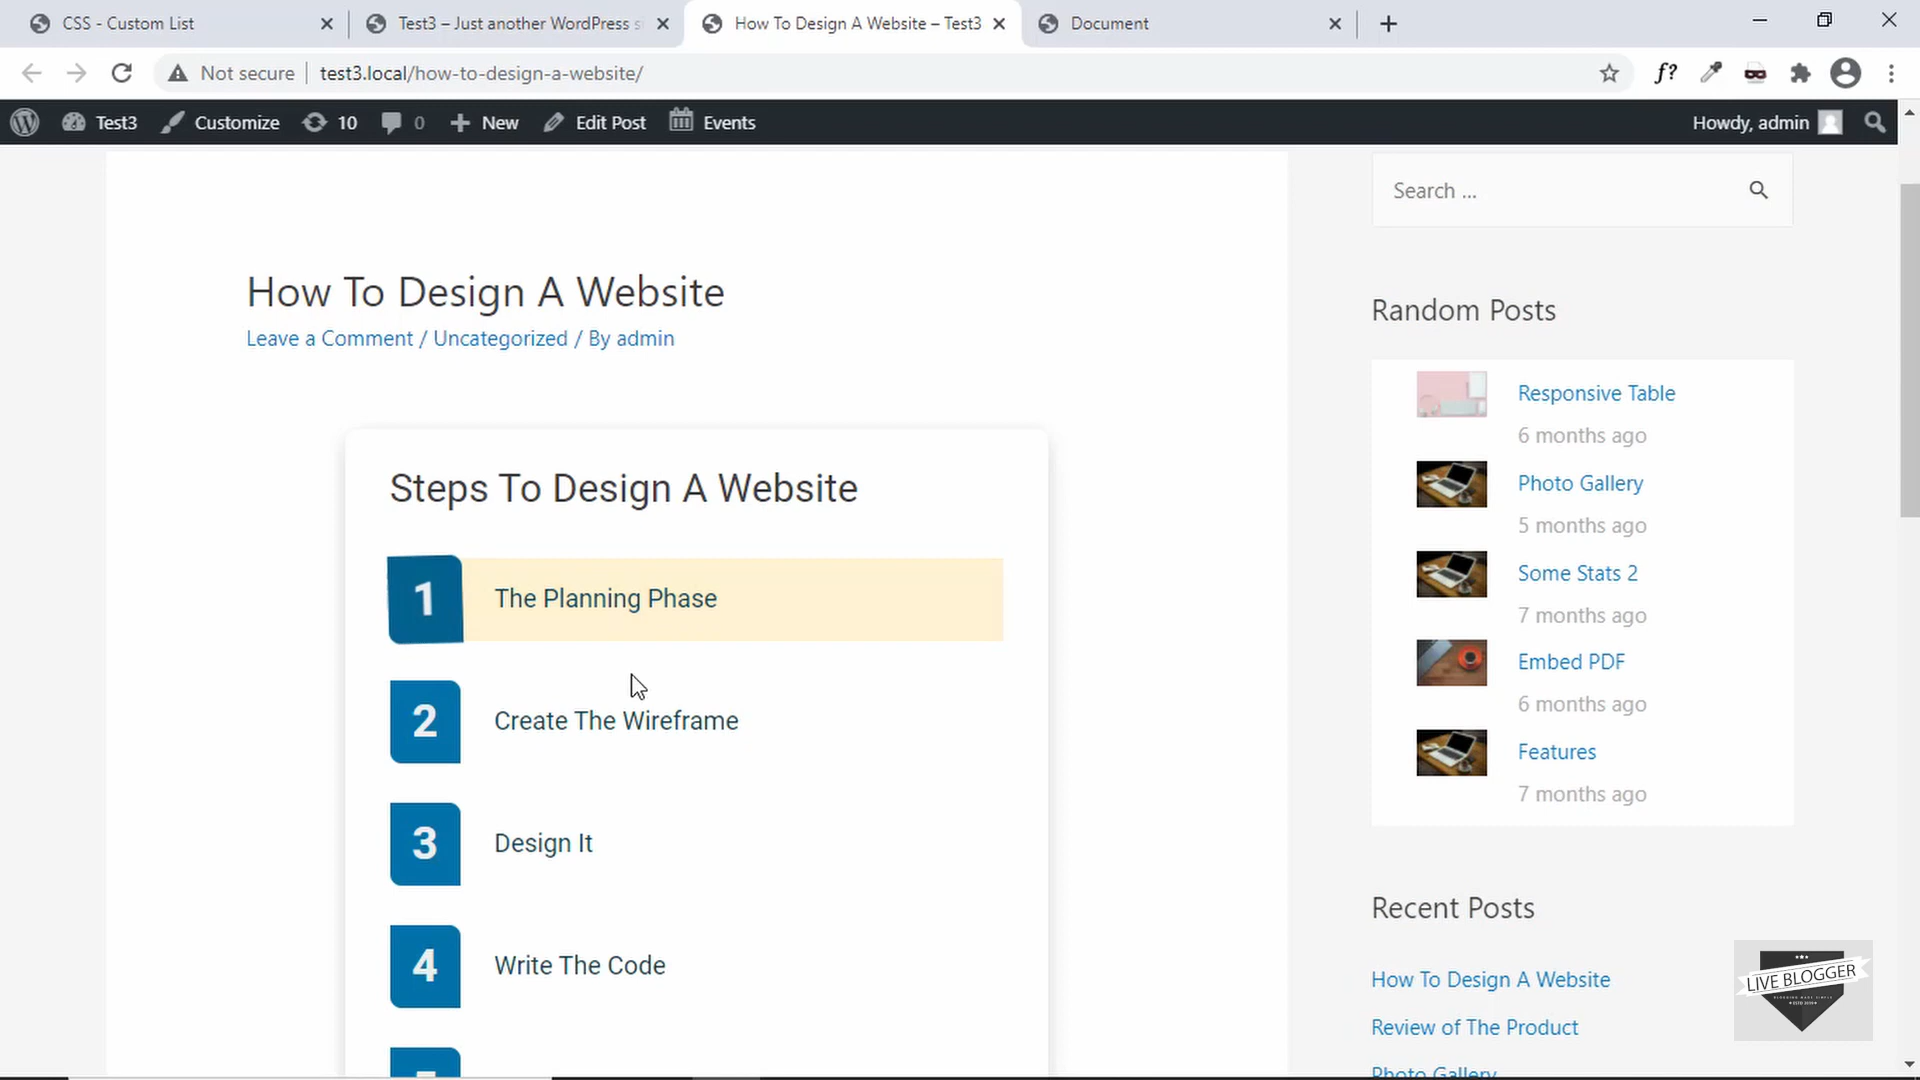 CSS - Custom List
Test3 – Just another WordPress s
How To Design A Website – Test3
Document
Not secure
test3.local/how-to-design-a-website/
f?
Test3
Customize
10
0
New
Edit Post
Events
Howdy, admin
Search ...
How To Design A Website
Leave a Comment / Uncategorized / By admin
Steps To Design A Website
1
The Planning Phase
2
Create The Wireframe
3
Design It
4
Write The Code
Random Posts
Responsive Table
6 months ago
Photo Gallery
5 months ago
Some Stats 2
7 months ago
Embed PDF
6 months ago
Features
7 months ago
Recent Posts
How To Design A Website
Review of The Product
Photo Gallery
LIVE BLOGGER